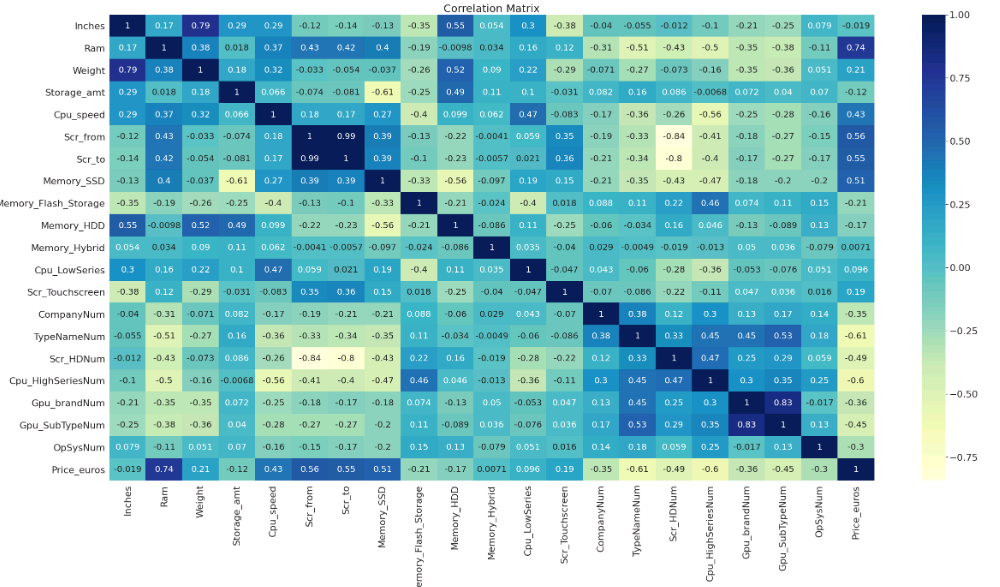 Correlation Matrix
Inches 1 0.17 0.79 0.29 0.29 -0.12 -0.14 -0.13 -0.35 0.55 0.054 0.3 -0.38 -0.04 -0.055 -0.012 -0.1 -0.21 -0.25 0.079 -0.019
Ram 0.17 1 0.38 0.018 0.37 0.43 0.42 0.4 -0.19 -0.0098 0.034 0.16 0.12 -0.31 -0.51 -0.43 -0.5 -0.35 -0.38 -0.11 0.74
Weight 0.79 0.38 1 0.18 0.32 -0.033 -0.054 -0.037 -0.26 0.52 0.09 0.22 -0.29 -0.071 -0.27 -0.073 -0.16 -0.35 -0.36 0.051 0.21
Storage_amt 0.29 0.018 0.18 1 0.066 -0.074 -0.081 -0.61 -0.25 0.49 0.11 0.1 -0.031 0.082 0.16 0.086 -0.0068 0.072 0.04 0.07 -0.12
Cpu_speed 0.29 0.37 0.32 0.066 1 0.18 0.17 0.27 -0.4 0.099 0.062 0.47 -0.083 -0.17 -0.36 -0.26 -0.56 -0.25 -0.28 -0.16 0.43
Scr_from -0.12 0.43 -0.033 -0.074 0.18 1 0.99 0.39 -0.13 -0.22 -0.0041 0.059 0.35 -0.19 -0.33 -0.84 -0.41 -0.18 -0.27 -0.15 0.56
Scr_to -0.14 0.42 -0.054 -0.081 0.17 0.99 1 0.39 -0.1 -0.23 -0.0057 0.021 0.36 -0.21 -0.34 -0.8 -0.4 -0.17 -0.27 -0.17 0.55
Memory_SSD -0.13 0.4 -0.037 -0.61 0.27 0.39 0.39 1 -0.33 -0.56 -0.097 0.19 0.15 -0.21 -0.35 -0.43 -0.47 -0.18 -0.2 -0.2 0.51
Memory_Flash_Storage -0.35 -0.19 -0.26 -0.25 -0.4 -0.13 -0.1 -0.33 1 -0.21 -0.024 -0.4 0.018 0.088 0.11 0.22 0.46 0.074 0.11 0.15 -0.21
Memory_HDD 0.55 -0.0098 0.52 0.49 0.099 -0.22 -0.23 -0.56 -0.21 1 -0.086 0.11 -0.25 -0.06 -0.034 0.16 0.046 -0.13 -0.089 0.13 -0.17
Memory_Hybrid 0.054 0.034 0.09 0.11 0.062 -0.0041 -0.0057 -0.097 -0.024 -0.086 1 0.035 -0.04 0.029 -0.0049 -0.019 -0.013 0.05 0.036 -0.079 0.0071
Cpu_LowSeries 0.3 0.16 0.22 0.1 0.47 0.059 0.021 0.19 -0.4 0.11 0.035 1 -0.047 0.043 -0.06 -0.28 -0.36 -0.053 -0.076 0.051 0.096
Scr_Touchscreen -0.38 0.12 -0.29 -0.031 -0.083 0.35 0.36 0.15 0.018 -0.25 -0.04 -0.047 1 -0.07 -0.086 -0.22 -0.11 0.047 0.036 0.016 0.19
CompanyNum -0.04 -0.31 -0.071 0.082 -0.17 -0.19 -0.21 -0.21 0.088 -0.06 0.029 0.043 -0.07 1 0.38 0.12 0.3 0.13 0.17 0.14 -0.35
TypeNameNum -0.055 -0.51 -0.27 0.16 -0.36 -0.33 -0.34 -0.35 0.11 -0.034 -0.0049 -0.06 -0.086 0.38 1 0.33 0.45 0.45 0.53 0.18 -0.61
Scr_HDNum -0.012 -0.43 -0.073 0.086 -0.26 -0.84 -0.8 -0.43 0.22 0.16 -0.019 -0.28 -0.22 0.12 0.33 1 0.47 0.25 0.29 0.059 -0.49
Cpu_HighSeriesNum -0.1 -0.5 -0.16 -0.0068 -0.56 -0.41 -0.4 -0.47 0.46 0.046 -0.013 -0.36 -0.11 0.3 0.45 0.47 1 0.3 0.35 0.25 -0.6
Gpu_brandNum -0.21 -0.35 -0.35 0.072 -0.25 -0.18 -0.17 -0.18 0.074 -0.13 0.05 -0.053 0.047 0.13 0.45 0.25 0.3 1 0.83 -0.017 -0.36
Gpu_SubTypeNum -0.25 -0.38 -0.36 0.04 -0.28 -0.27 -0.27 -0.2 0.11 -0.089 0.036 -0.076 0.036 0.17 0.53 0.29 0.35 0.83 1 0.13 -0.45
OpSysNum 0.079 -0.11 0.051 0.07 -0.16 -0.15 -0.17 -0.2 0.15 0.13 -0.079 0.051 0.016 0.14 0.18 0.059 0.25 -0.017 0.13 1 -0.3
Price_euros -0.019 0.74 0.21 -0.12 0.43 0.56 0.55 0.51 -0.21 -0.17 0.0071 0.096 0.19 -0.35 -0.61 -0.49 -0.6 -0.36 -0.45 -0.3 1
Inches
Ram
Weight
Storage_amt
Cpu_speed
Scr_from
Scr_to
Memory_SSD
Memory_Flash_Storage
Memory_HDD
Memory_Hybrid
Cpu_LowSeries
Scr_Touchscreen
CompanyNum
TypeNameNum
Scr_HDNum
Cpu_HighSeriesNum
Gpu_brandNum
Gpu_SubTypeNum
OpSysNum
Price_euros
1.00
0.75
0.50
0.25
0.00
−0.25
−0.50
−0.75